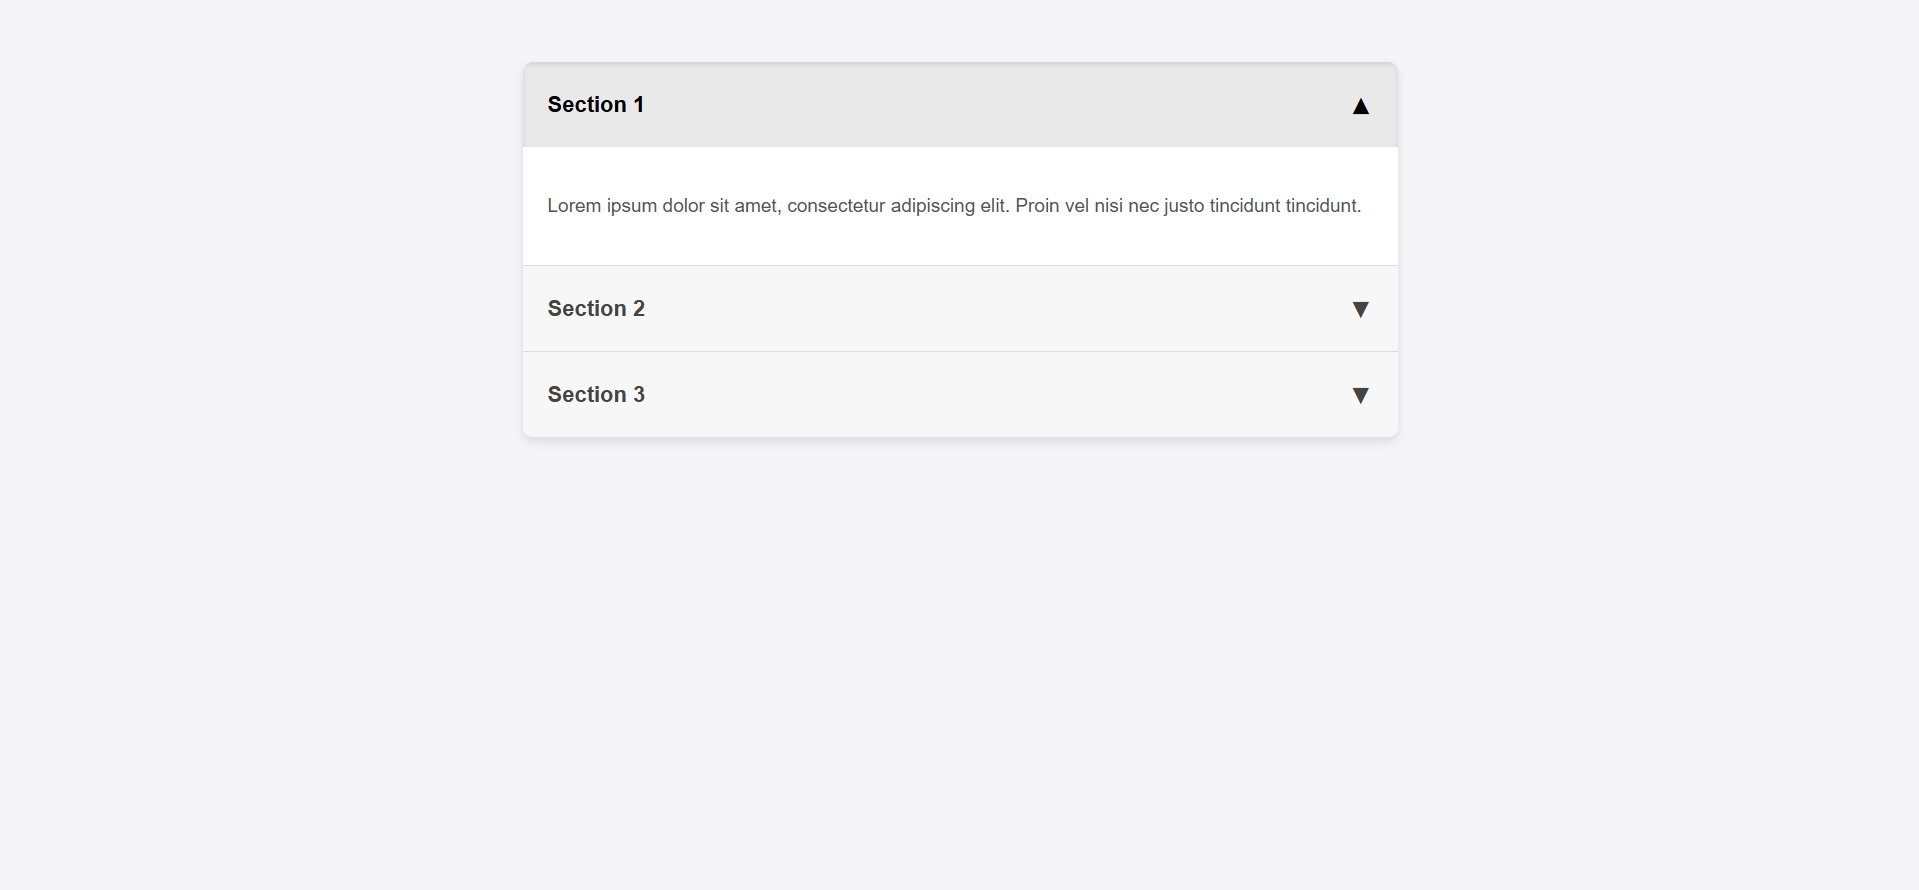 Section 1 ▲
Lorem ipsum dolor sit amet, consectetur adipiscing elit. Proin vel nisi nec justo tincidunt tincidunt.
Section 2 ▼
Section 3 ▼